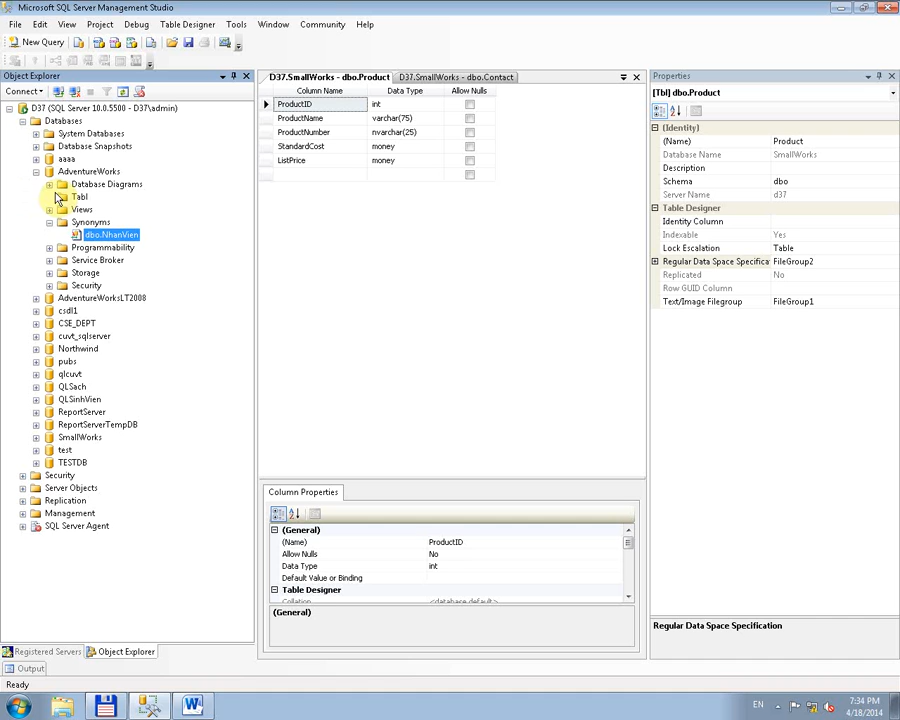 Microsoft SQL Server Management Studio
File Edit View Project Debug Table Designer Tools Window Community Help
New Query
Object Explorer
Connect
D37 (SQL Server 10.0.5500 - D37\admin)
Databases
System Databases
Database Snapshots
aaaa
AdventureWorks
Database Diagrams
Tabl
Views
Synonyms
dbo.NhanVien
Programmability
Service Broker
Storage
Security
AdventureWorksLT2008
csdl1
CSE_DEPT
cuvt_sqlserver
Northwind
pubs
qlcuvt
QLSach
QLSinhVien
ReportServer
ReportServerTempDB
SmallWorks
test
TESTDB
Security
Server Objects
Replication
Management
SQL Server Agent
Registered Servers Object Explorer
Output
Ready
D37.SmallWorks - dbo.Product D37.SmallWorks - dbo.Contact
Column Name Data Type Allow Nulls
ProductID int
ProductName varchar(75)
ProductNumber nvarchar(25)
StandardCost money
ListPrice money
Column Properties
(General)
(Name) ProductID
Allow Nulls No
Data Type int
Default Value or Binding
Table Designer
Collation <database default>
(General)
Properties
[Tbl] dbo.Product
(Identity)
(Name) Product
Database Name SmallWorks
Description
Schema dbo
Server Name d37
Table Designer
Identity Column
Indexable Yes
Lock Escalation Table
Regular Data Space Specifica FileGroup2
Replicated No
Row GUID Column
Text/Image Filegroup FileGroup1
Regular Data Space Specification
EN
7:34 PM
4/18/2014